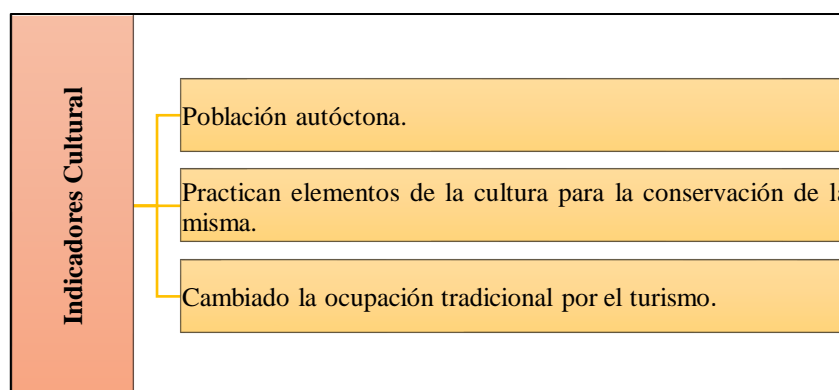 Indicadores Cultural
Población autóctona.
Practican elementos de la cultura para la conservación de la
misma.
Cambiado la ocupación tradicional por el turismo.